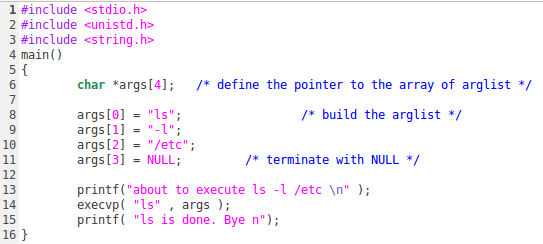 1 #include <stdio.h>
2 #include <unistd.h>
3 #include <string.h>
4 main()
5 {
6         char *args[4];   /* define the pointer to the array of arglist */
7
8         args[0] = "ls";                /* build the arglist */
9         args[1] = "-l";
10         args[2] = "/etc";
11         args[3] = NULL;         /* terminate with NULL */
12
13         printf("about to execute ls -l /etc \n" );
14         execvp( "ls" , args );
15         printf( "ls is done. Bye n");
16 }